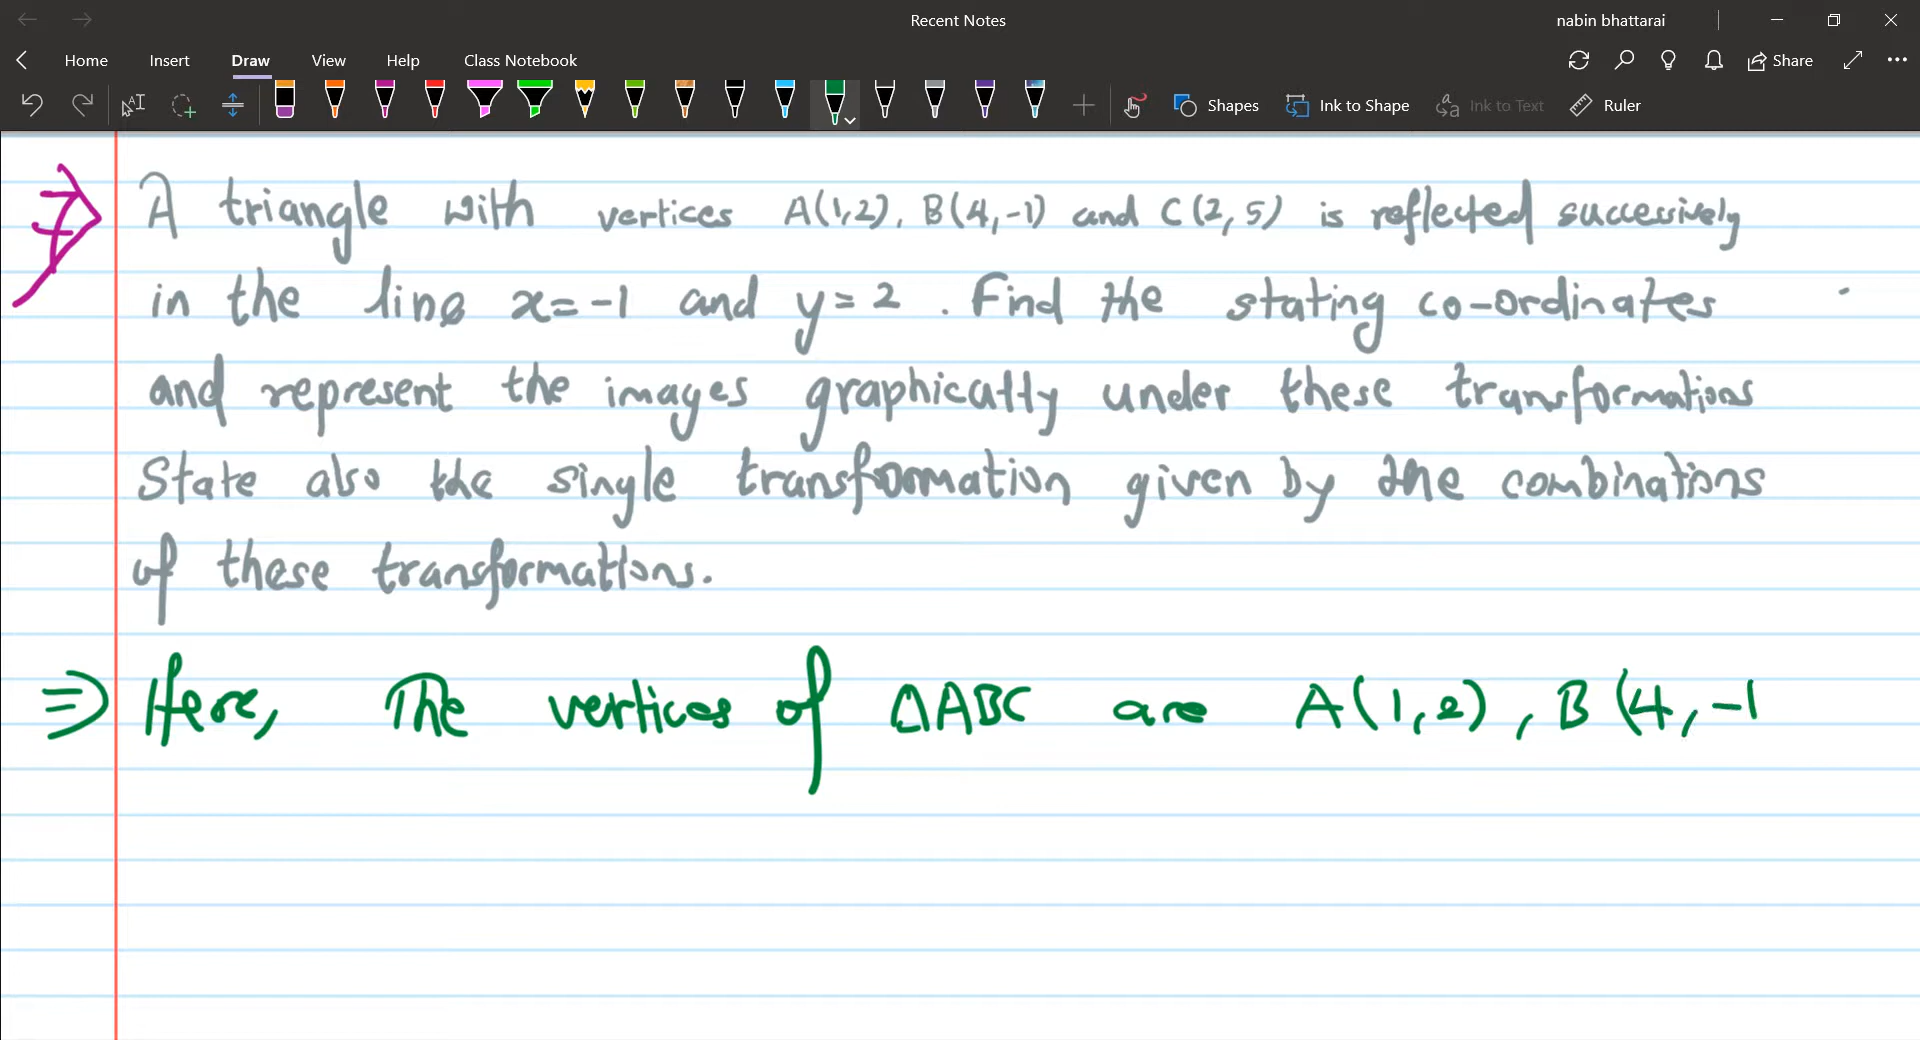 Recent Notes
nabin bhattarai
Home Insert Draw View Help Class Notebook
Share
Shapes Ink to Shape Ink to Text Ruler
A triangle with vertices A(1,2), B(4,-1) and C(2,5) is reflected successively
in the line x=-1 and y=2. Find the stating co-ordinates
and represent the images graphically under these transformations
State also the single transformation given by the combinations
of these transformations.
⇒ Here, The vertices of ΔABC are A(1,2), B(4,-1